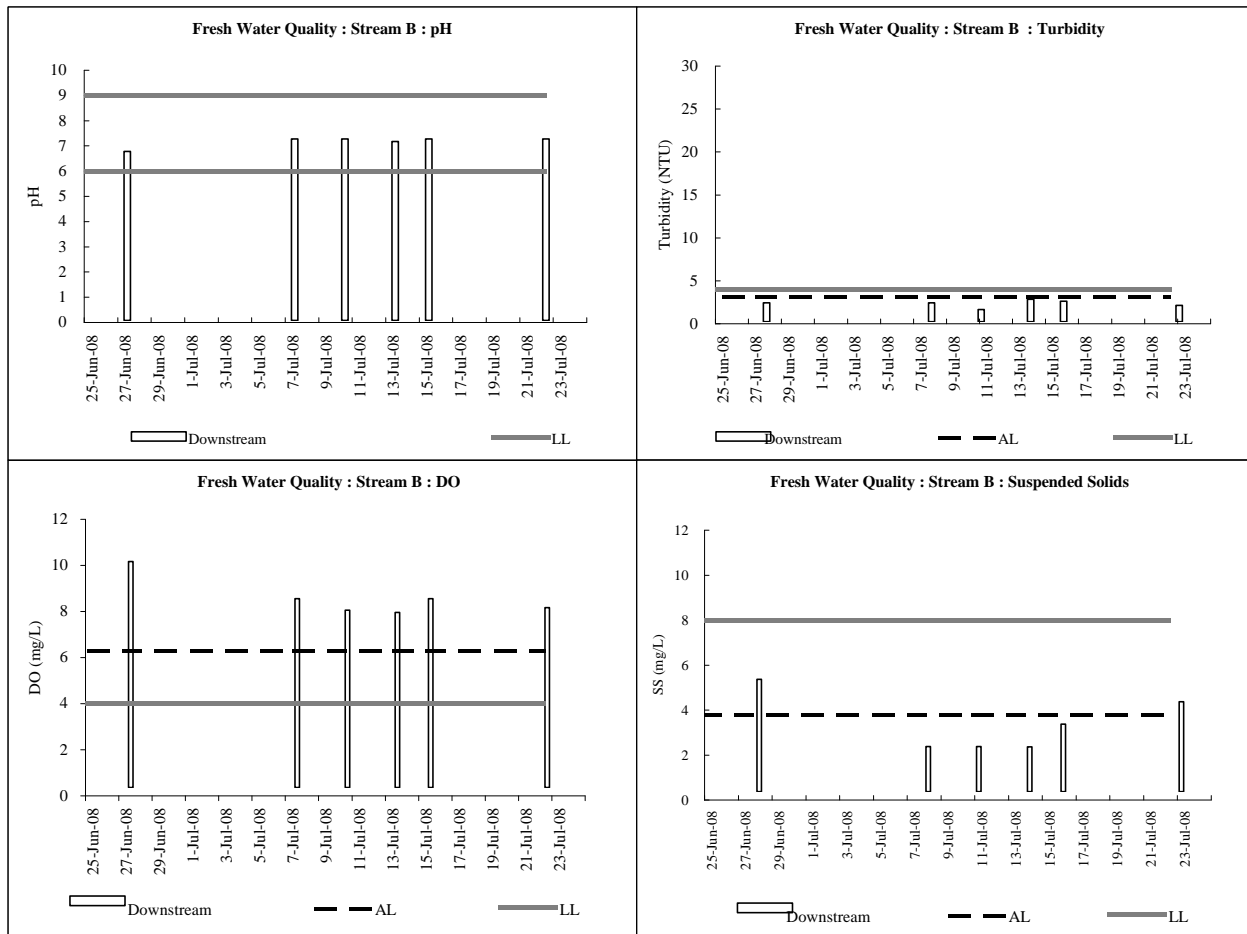 Fresh Water Quality : Stream B : pH
10
9
8
7
6
5
4
3
2
1
0
pH
25-Jun-08
27-Jun-08
29-Jun-08
1-Jul-08
3-Jul-08
5-Jul-08
7-Jul-08
9-Jul-08
11-Jul-08
13-Jul-08
15-Jul-08
17-Jul-08
19-Jul-08
21-Jul-08
23-Jul-08
Downstream LL
Fresh Water Quality : Stream B : Turbidity
30
25
20
15
10
5
0
Turbidity (NTU)
25-Jun-08
27-Jun-08
29-Jun-08
1-Jul-08
3-Jul-08
5-Jul-08
7-Jul-08
9-Jul-08
11-Jul-08
13-Jul-08
15-Jul-08
17-Jul-08
19-Jul-08
21-Jul-08
23-Jul-08
Downstream AL LL
Fresh Water Quality : Stream B : DO
12
10
8
6
4
2
0
DO (mg/L)
25-Jun-08
27-Jun-08
29-Jun-08
1-Jul-08
3-Jul-08
5-Jul-08
7-Jul-08
9-Jul-08
11-Jul-08
13-Jul-08
15-Jul-08
17-Jul-08
19-Jul-08
21-Jul-08
23-Jul-08
Downstream AL LL
Fresh Water Quality : Stream B : Suspended Solids
12
10
8
6
4
2
0
SS (mg/L)
25-Jun-08
27-Jun-08
29-Jun-08
1-Jul-08
3-Jul-08
5-Jul-08
7-Jul-08
9-Jul-08
11-Jul-08
13-Jul-08
15-Jul-08
17-Jul-08
19-Jul-08
21-Jul-08
23-Jul-08
Downstream AL LL